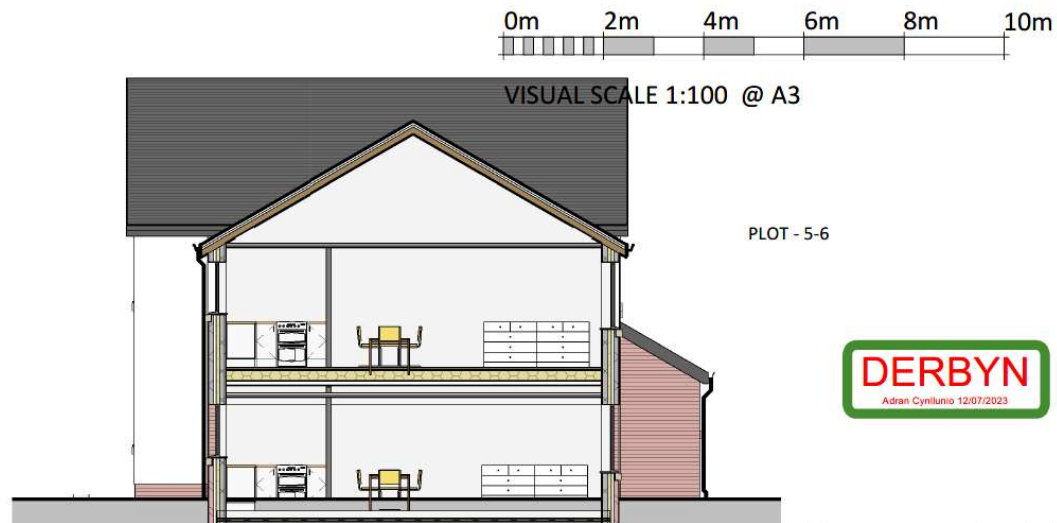 0m 2m 4m 6m 8m 10m
VISUAL SCALE 1:100 @ A3
PLOT - 5-6
DERBYN
Adran Cynllunio 12/07/2023